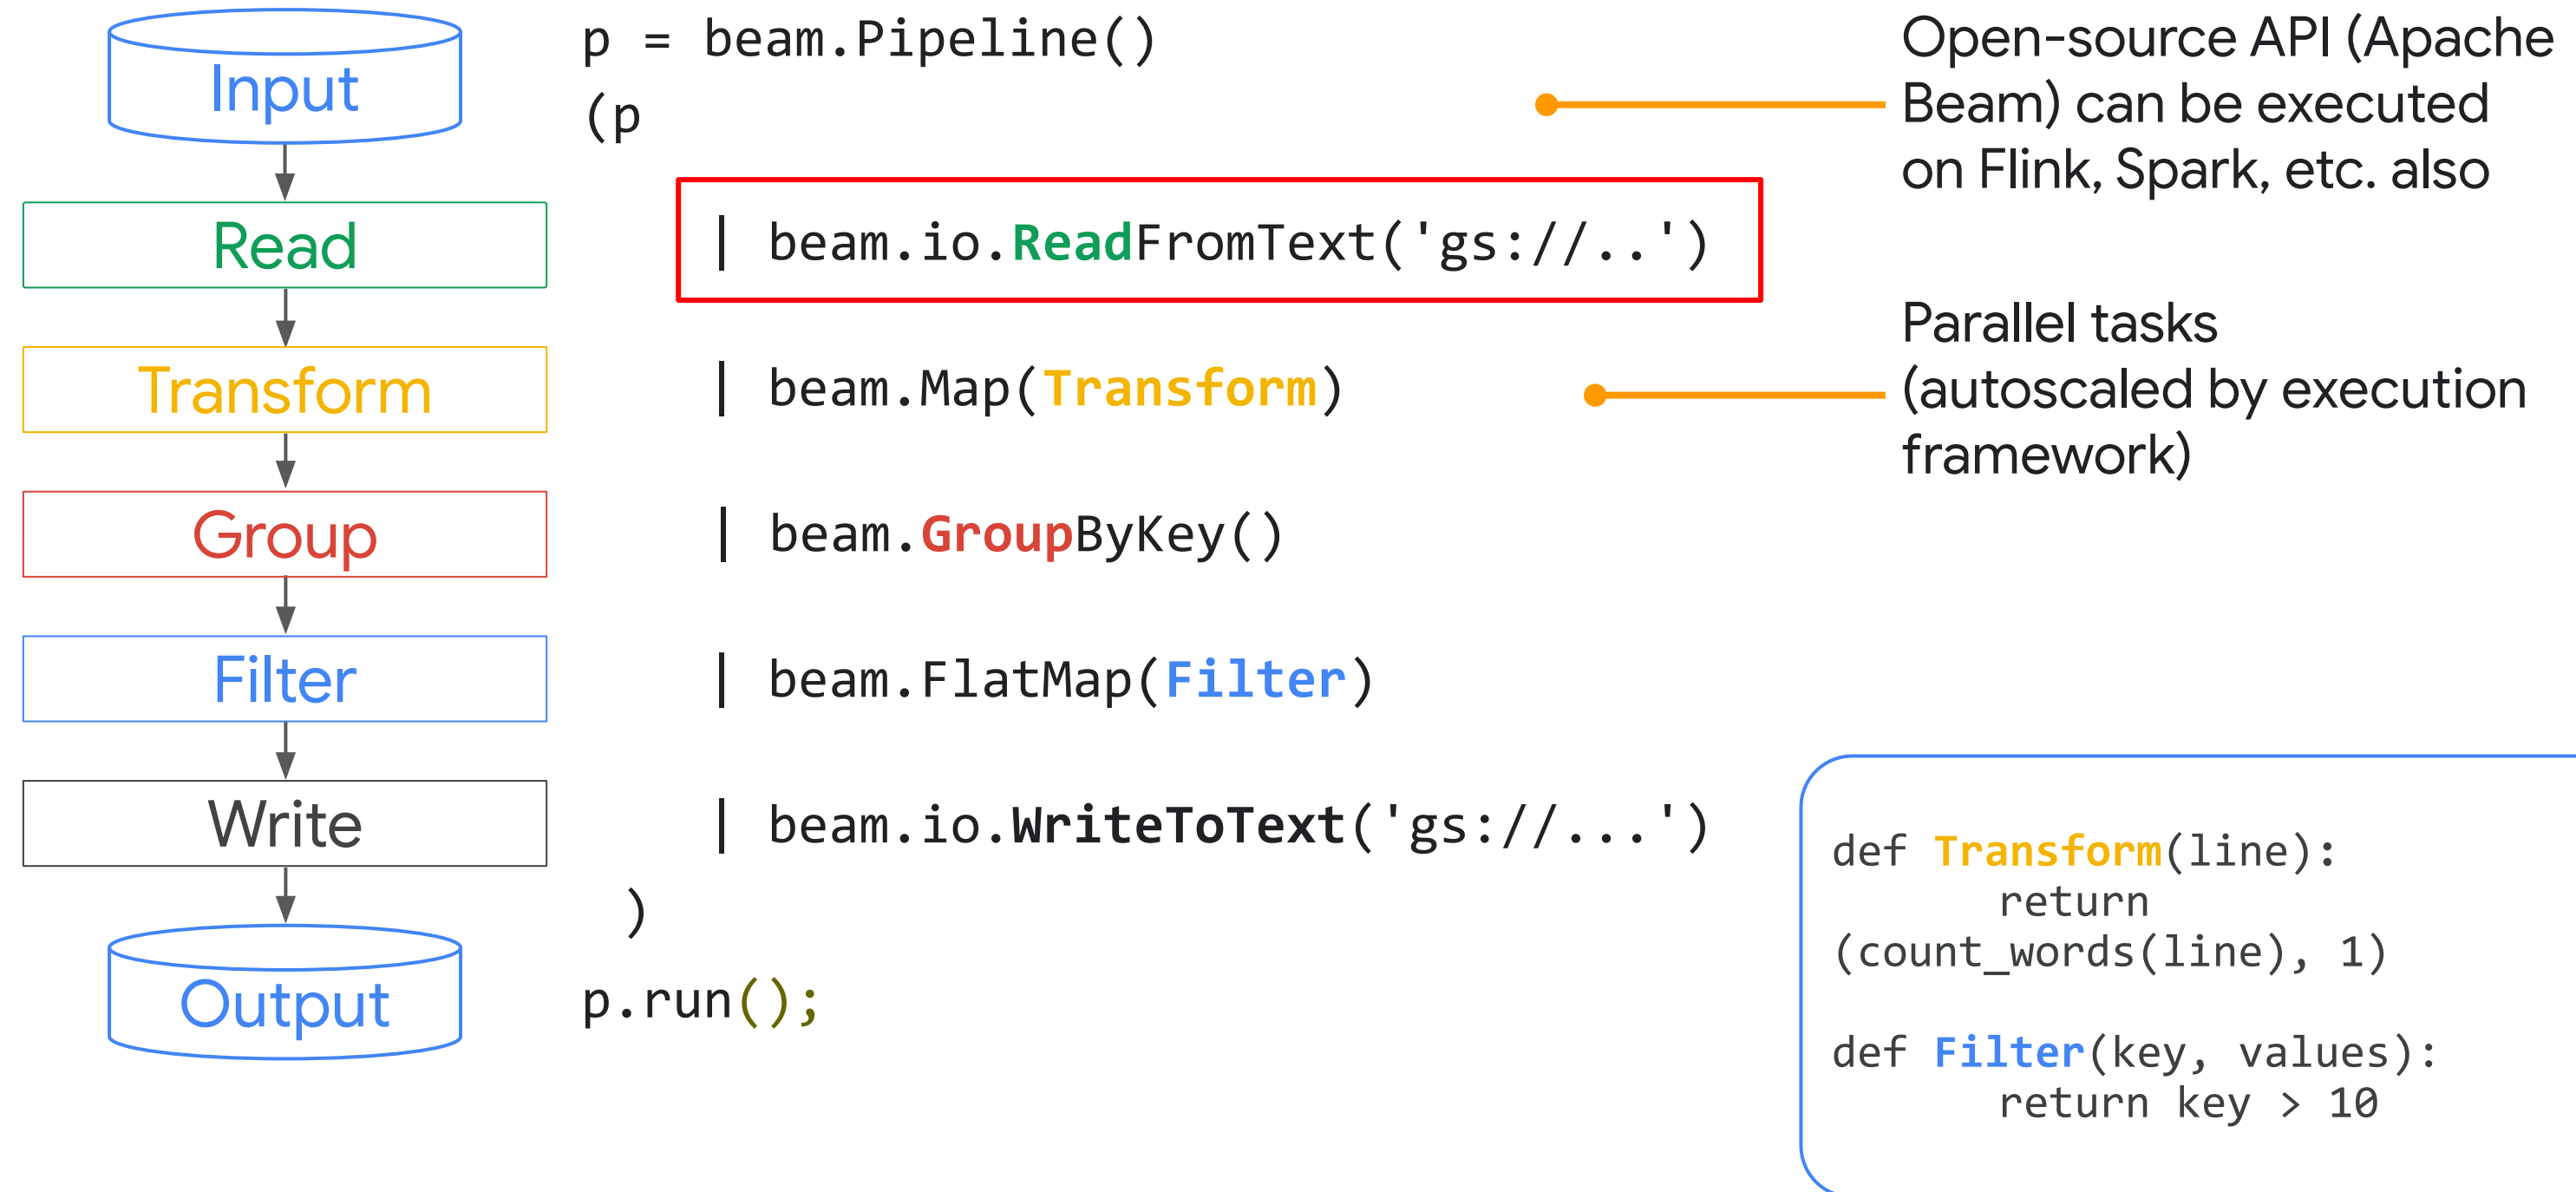 Input
Read
Transform
Group
Filter
Write
Output
p = beam.Pipeline()
(p
| beam.io.ReadFromText('gs://..')
| beam.Map(Transform)
| beam.GroupByKey()
| beam.FlatMap(Filter)
| beam.io.WriteToText('gs://...')
)
p.run();
Open-source API (Apache
Beam) can be executed
on Flink, Spark, etc. also
Parallel tasks
(autoscaled by execution
framework)
def Transform(line):
return
(count_words(line), 1)
def Filter(key, values):
return key > 10